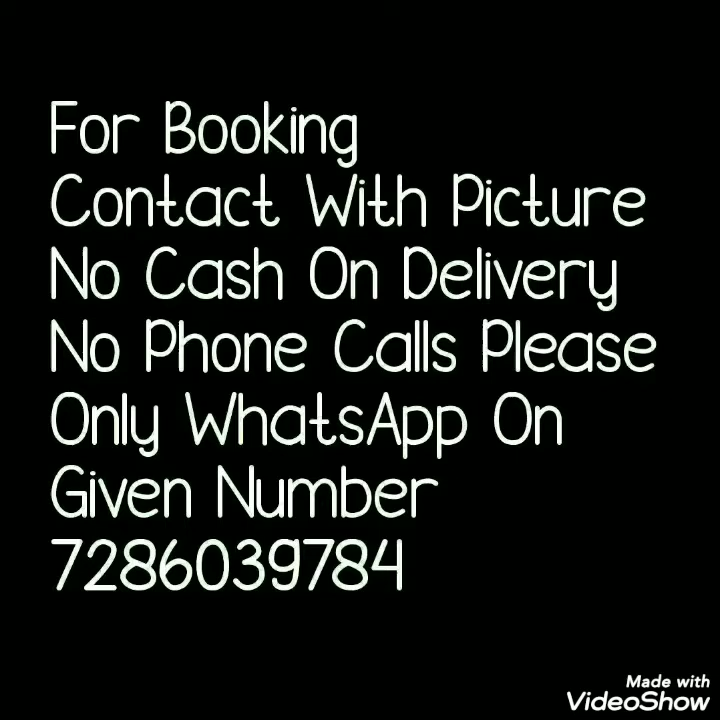 For Booking
Contact With Picture
No Cash On Delivery
No Phone Calls Please
Only WhatsApp On
Given Number
7286039784
Made with
VideoShow